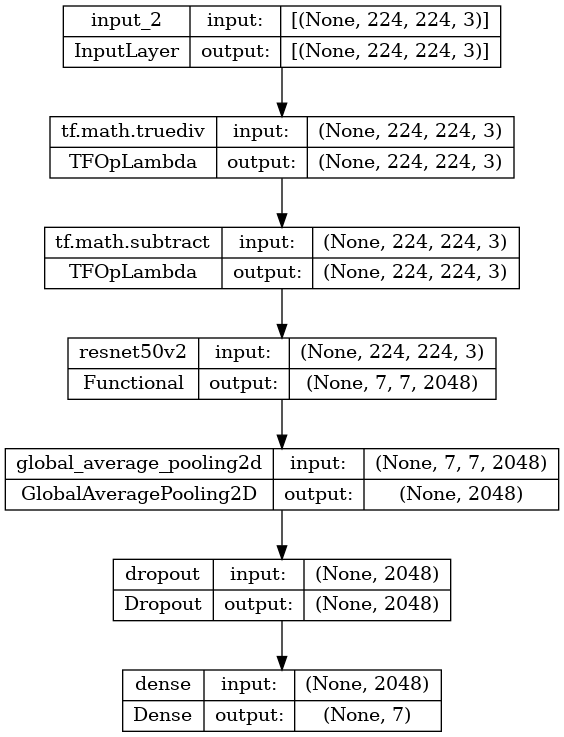 input_2 input: [(None, 224, 224, 3)]
InputLayer output: [(None, 224, 224, 3)]
tf.math.truediv input: (None, 224, 224, 3)
TFOpLambda output: (None, 224, 224, 3)
tf.math.subtract input: (None, 224, 224, 3)
TFOpLambda output: (None, 224, 224, 3)
resnet50v2 input: (None, 224, 224, 3)
Functional output: (None, 7, 7, 2048)
global_average_pooling2d input: (None, 7, 7, 2048)
GlobalAveragePooling2D output: (None, 2048)
dropout input: (None, 2048)
Dropout output: (None, 2048)
dense input: (None, 2048)
Dense output: (None, 7)